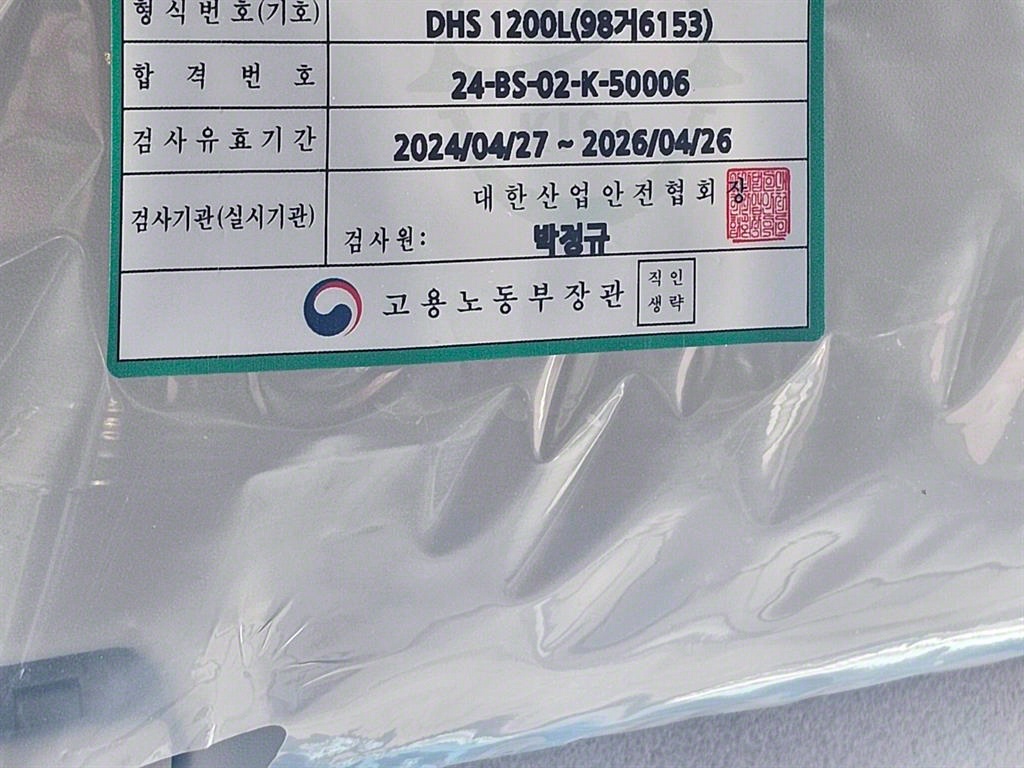 형식번호(기호) DHS 1200L(98거6153)
합격번호 24-BS-02-K-50006
검사유효기간 2024/04/27 ~ 2026/04/26
검사기관(실시기관) 대한산업안전협회장
검사원: 박정규
고용노동부장관 직인
생략